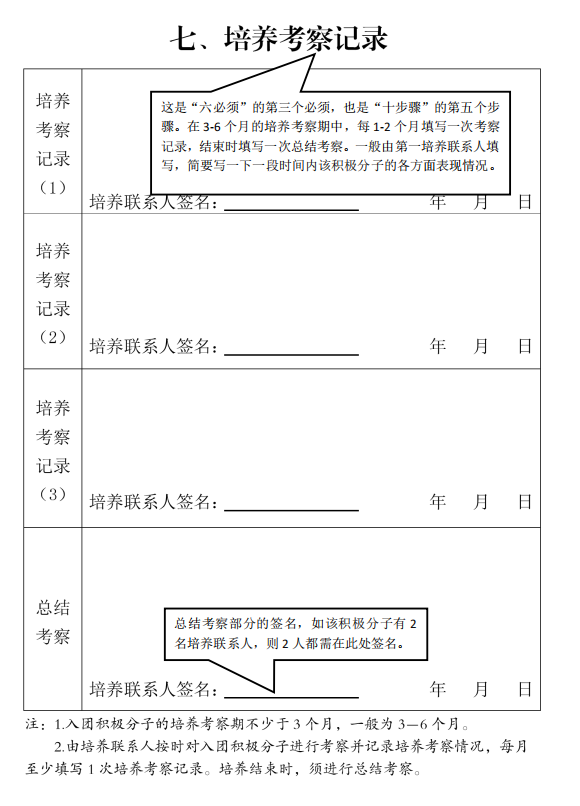 七、培养考察记录
这是“六必须”的第三个必须，也是“十步骤”的第五个步
骤。在 3-6 个月的培养考察期中，每 1-2 个月填写一次考察
记录，结束时填写一次总结考察。一般由第一培养联系人填
写，简要写一下一段时间内该积极分子的各方面表现情况。
培养
考察
记录
（1）
培养联系人签名： 年 月 日
培养
考察
记录
（2）
培养联系人签名： 年 月 日
培养
考察
记录
（3）
培养联系人签名： 年 月 日
总结
考察
总结考察部分的签名，如该积极分子有 2
名培养联系人，则 2 人都需在此处签名。
培养联系人签名： 年 月 日
注：1.入团积极分子的培养考察期不少于 3 个月，一般为 3—6 个月。
2.由培养联系人按时对入团积极分子进行考察并记录培养考察情况，每月
至少填写 1 次培养考察记录。培养结束时，须进行总结考察。